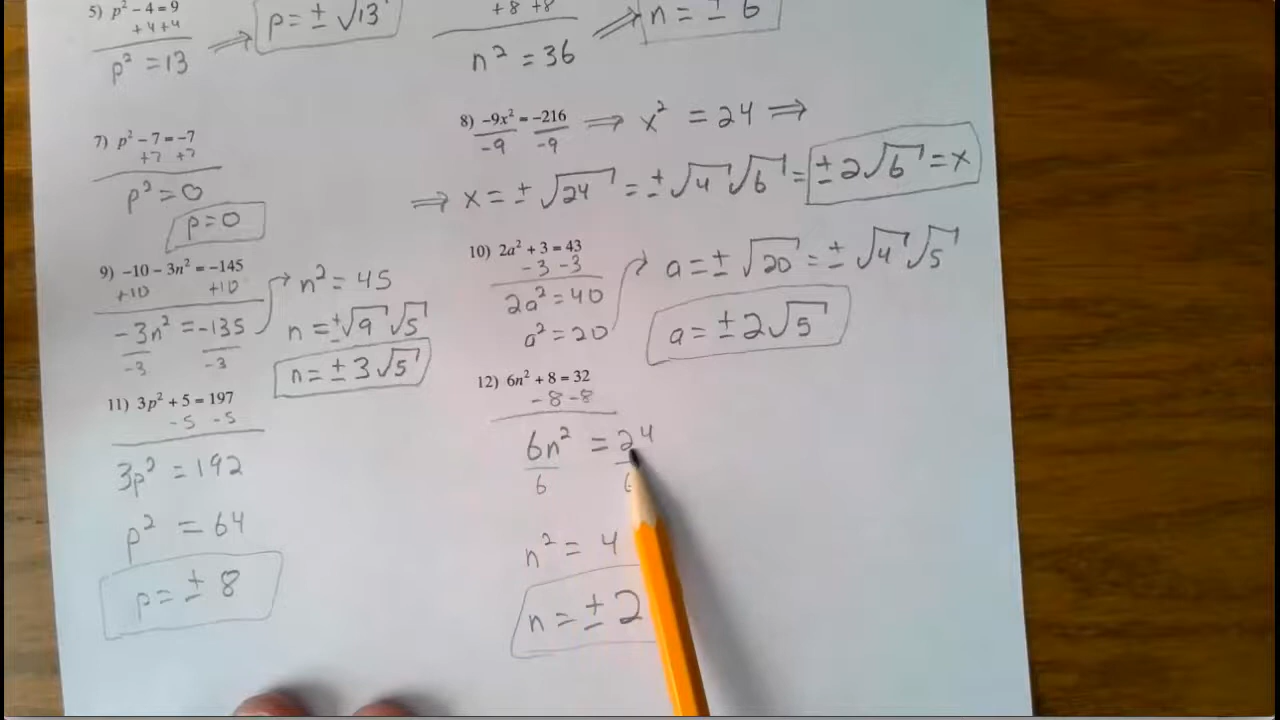 5) p² − 4 = 9
+4 +4
p² = 13
⇒ p = ± √13
+8 +8
n² = 36
⇒ n = ± 6
7) p² − 7 = −7
+7 +7
p² = 0
p = 0
8) −9x² = −216 ⇒ x² = 24 ⇒
−9 −9
⇒ x = ± √24 = ± √4 √6 = ± 2√6 = x
9) −10 − 3n² = −145
+10 +10
−3n² = −135
−3 −3
n² = 45
n = ± √9 √5
n = ± 3√5
10) 2a² + 3 = 43
−3 −3
2a² = 40
a² = 20
a = ± √20 = ± √4 √5
a = ± 2√5
11) 3p² + 5 = 197
−5 −5
3p² = 192
p² = 64
p = ± 8
12) 6n² + 8 = 32
−8 −8
6n² = 24
6 6
n² = 4
n = ± 2